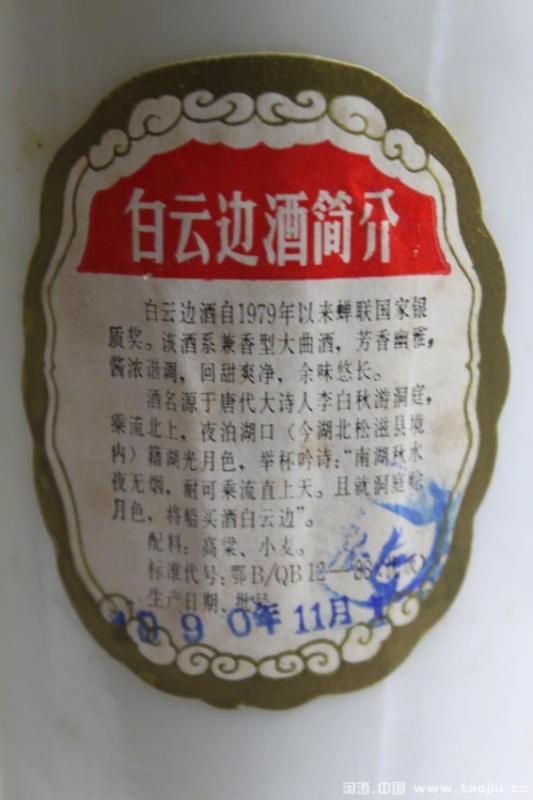 白云边酒简介
白云边酒自1979年以来蝉联国家银
质奖。该酒系兼香型大曲酒，芳香幽雅，
酱浓谐调，回甜爽净，余味悠长。
酒名源于唐代大诗人李白秋游洞庭，
乘流北上，夜泊湖口（今湖北松滋县境
内）藉湖光月色，举杯吟诗：“南湖秋水
夜无烟，耐可乘流直上天。且就洞庭赊
月色，将船买酒白云边”。
配料：高粱、小麦。
标准代号：鄂B/QB 12—
生产日期、批号
1990年11月
淘酒.中国 www.taojiu.cc